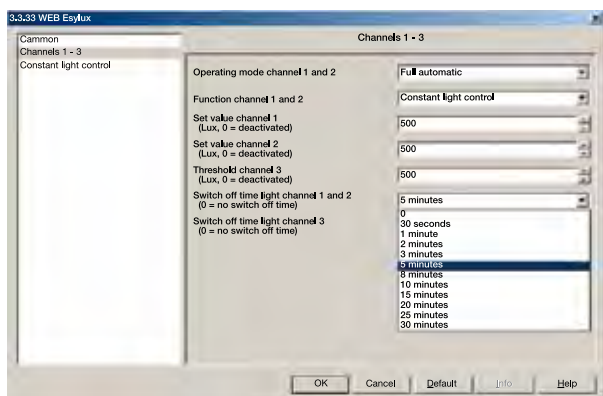 3.3.33 WEB Esylux
Cammon
Channels 1 - 3
Constant light control
Channels 1 - 3
Operating mode channel 1 and 2
Full automatic
Function channel 1 and 2
Constant light control
Set value channel 1
(Lux, 0 = deactivated)
500
Set value channel 2
(Lux, 0 = deactivated)
500
Threshold channel 3
(Lux, 0 = deactivated)
500
Switch off time light channel 1 and 2
(0 = no switch off time)
5 minutes
Switch off time light channel 3
(0 = no switch off time)
0
30 seconds
1 minute
2 minutes
3 minutes
5 minutes
8 minutes
10 minutes
15 minutes
20 minutes
25 minutes
30 minutes
OK Cancel Default Info Help